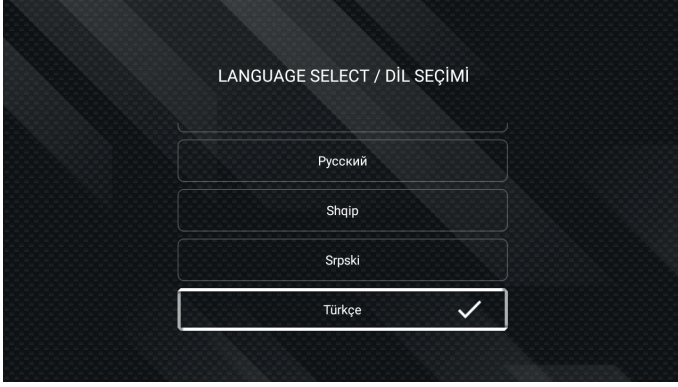 LANGUAGE SELECT / DİL SEÇİMİ
Русский
Shqip
Srpski
Türkçe